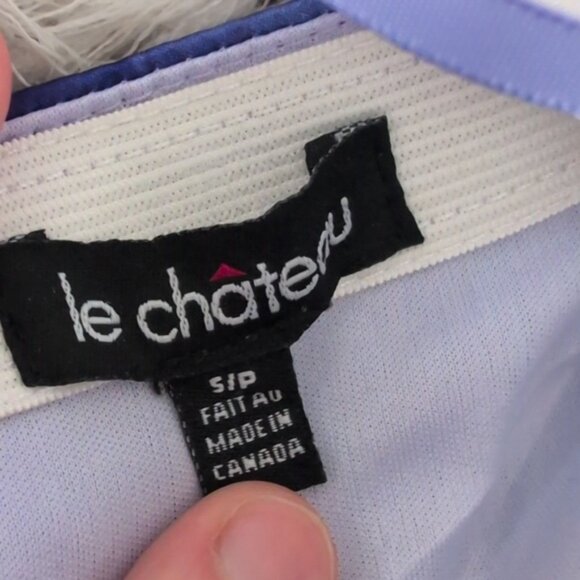 le château
S/P
FAIT AU
MADE IN
CANADA